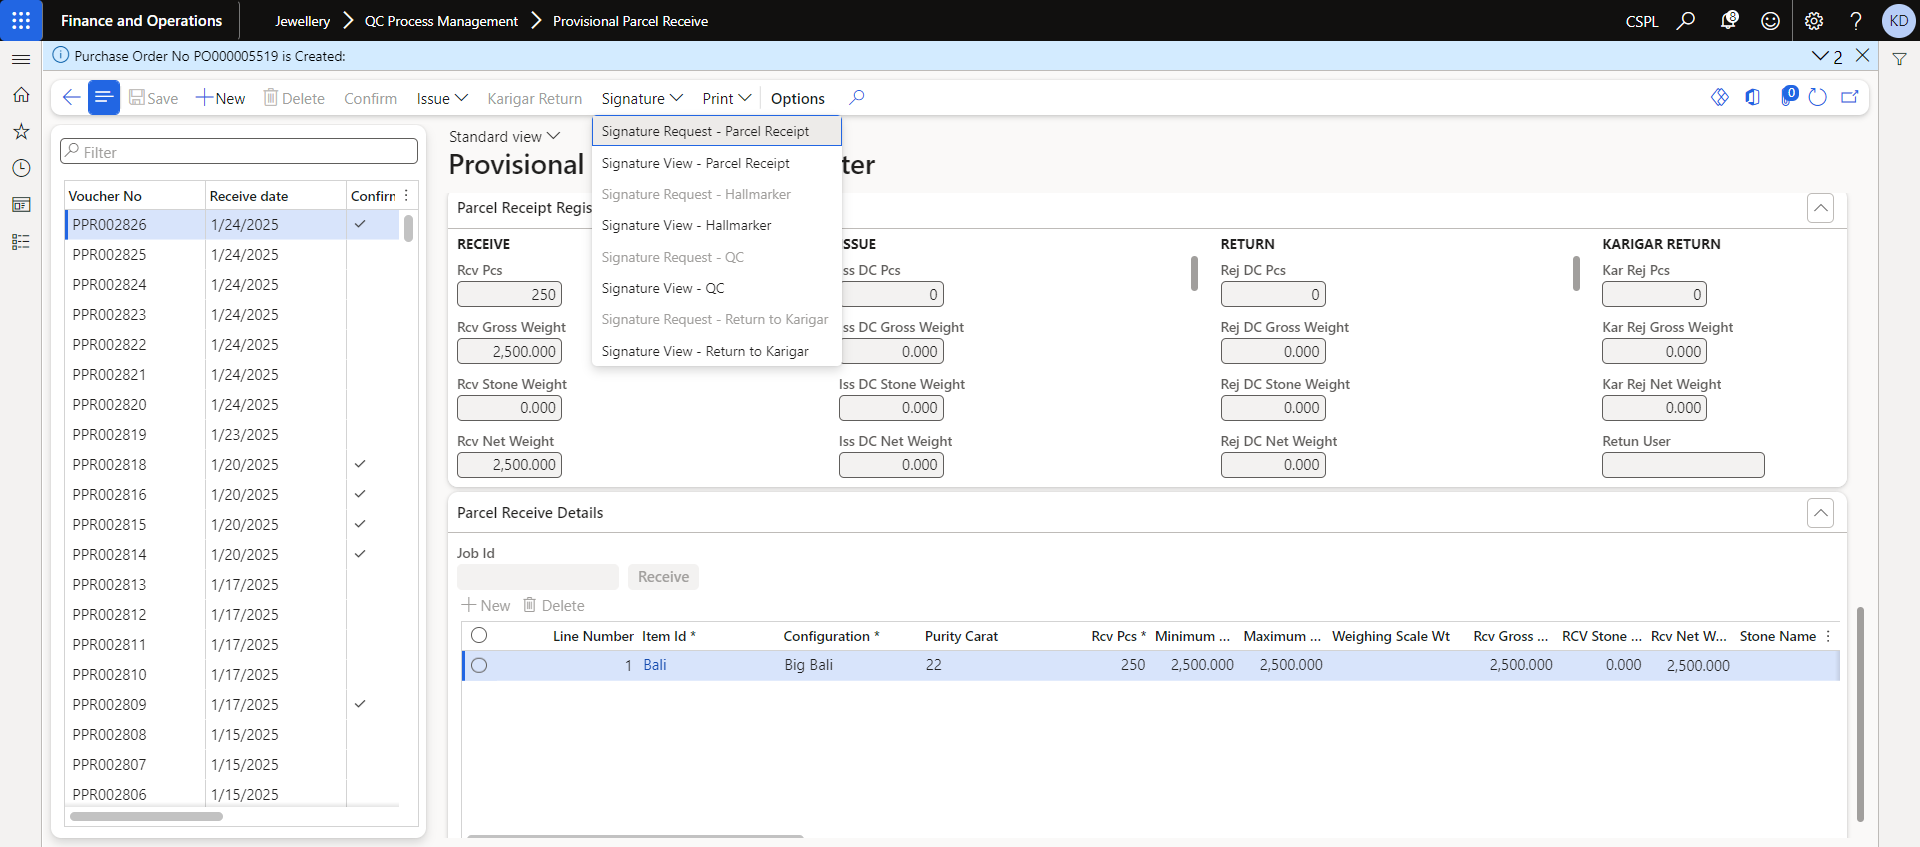 Finance and Operations
Jewellery > QC Process Management > Provisional Parcel Receive
CSPL
8
KD
Purchase Order No PO000005519 is Created:
2
Save New Delete Confirm Issue Karigar Return Signature Print Options
0
Filter
Voucher No Receive date Confirm
PPR002826 1/24/2025
PPR002825 1/24/2025
PPR002824 1/24/2025
PPR002823 1/24/2025
PPR002822 1/24/2025
PPR002821 1/24/2025
PPR002820 1/24/2025
PPR002819 1/23/2025
PPR002818 1/20/2025
PPR002816 1/20/2025
PPR002815 1/20/2025
PPR002814 1/20/2025
PPR002813 1/17/2025
PPR002812 1/17/2025
PPR002811 1/17/2025
PPR002810 1/17/2025
PPR002809 1/17/2025
PPR002808 1/15/2025
PPR002807 1/15/2025
PPR002806 1/15/2025
Standard view
Provisional ter
Signature Request - Parcel Receipt
Signature View - Parcel Receipt
Signature Request - Hallmarker
Signature View - Hallmarker
Signature Request - QC
Signature View - QC
Signature Request - Return to Karigar
Signature View - Return to Karigar
Parcel Receipt Regis
RECEIVE
Rcv Pcs
250
Rcv Gross Weight
2,500.000
Rcv Stone Weight
0.000
Rcv Net Weight
2,500.000
SSUE
ss DC Pcs
0
ss DC Gross Weight
0.000
Iss DC Stone Weight
0.000
Iss DC Net Weight
0.000
RETURN
Rej DC Pcs
0
Rej DC Gross Weight
0.000
Rej DC Stone Weight
0.000
Rej DC Net Weight
0.000
KARIGAR RETURN
Kar Rej Pcs
0
Kar Rej Gross Weight
0.000
Kar Rej Net Weight
0.000
Retun User
Parcel Receive Details
Job Id
Receive
New Delete
Line Number Item Id * Configuration * Purity Carat Rcv Pcs * Minimum ... Maximum ... Weighing Scale Wt Rcv Gross ... RCV Stone ... Rcv Net W... Stone Name
1 Bali Big Bali 22 250 2,500.000 2,500.000 2,500.000 0.000 2,500.000